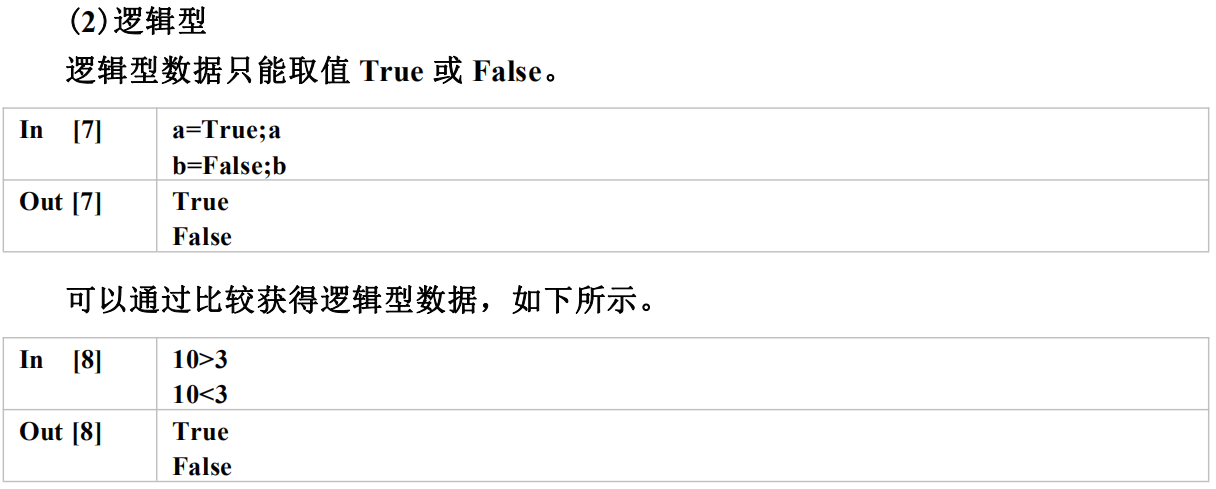 (2)逻辑型
逻辑型数据只能取值 True 或 False。
In [7] a=True;a
b=False;b
Out [7] True
False
可以通过比较获得逻辑型数据，如下所示。
In [8] 10>3
10<3
Out [8] True
False